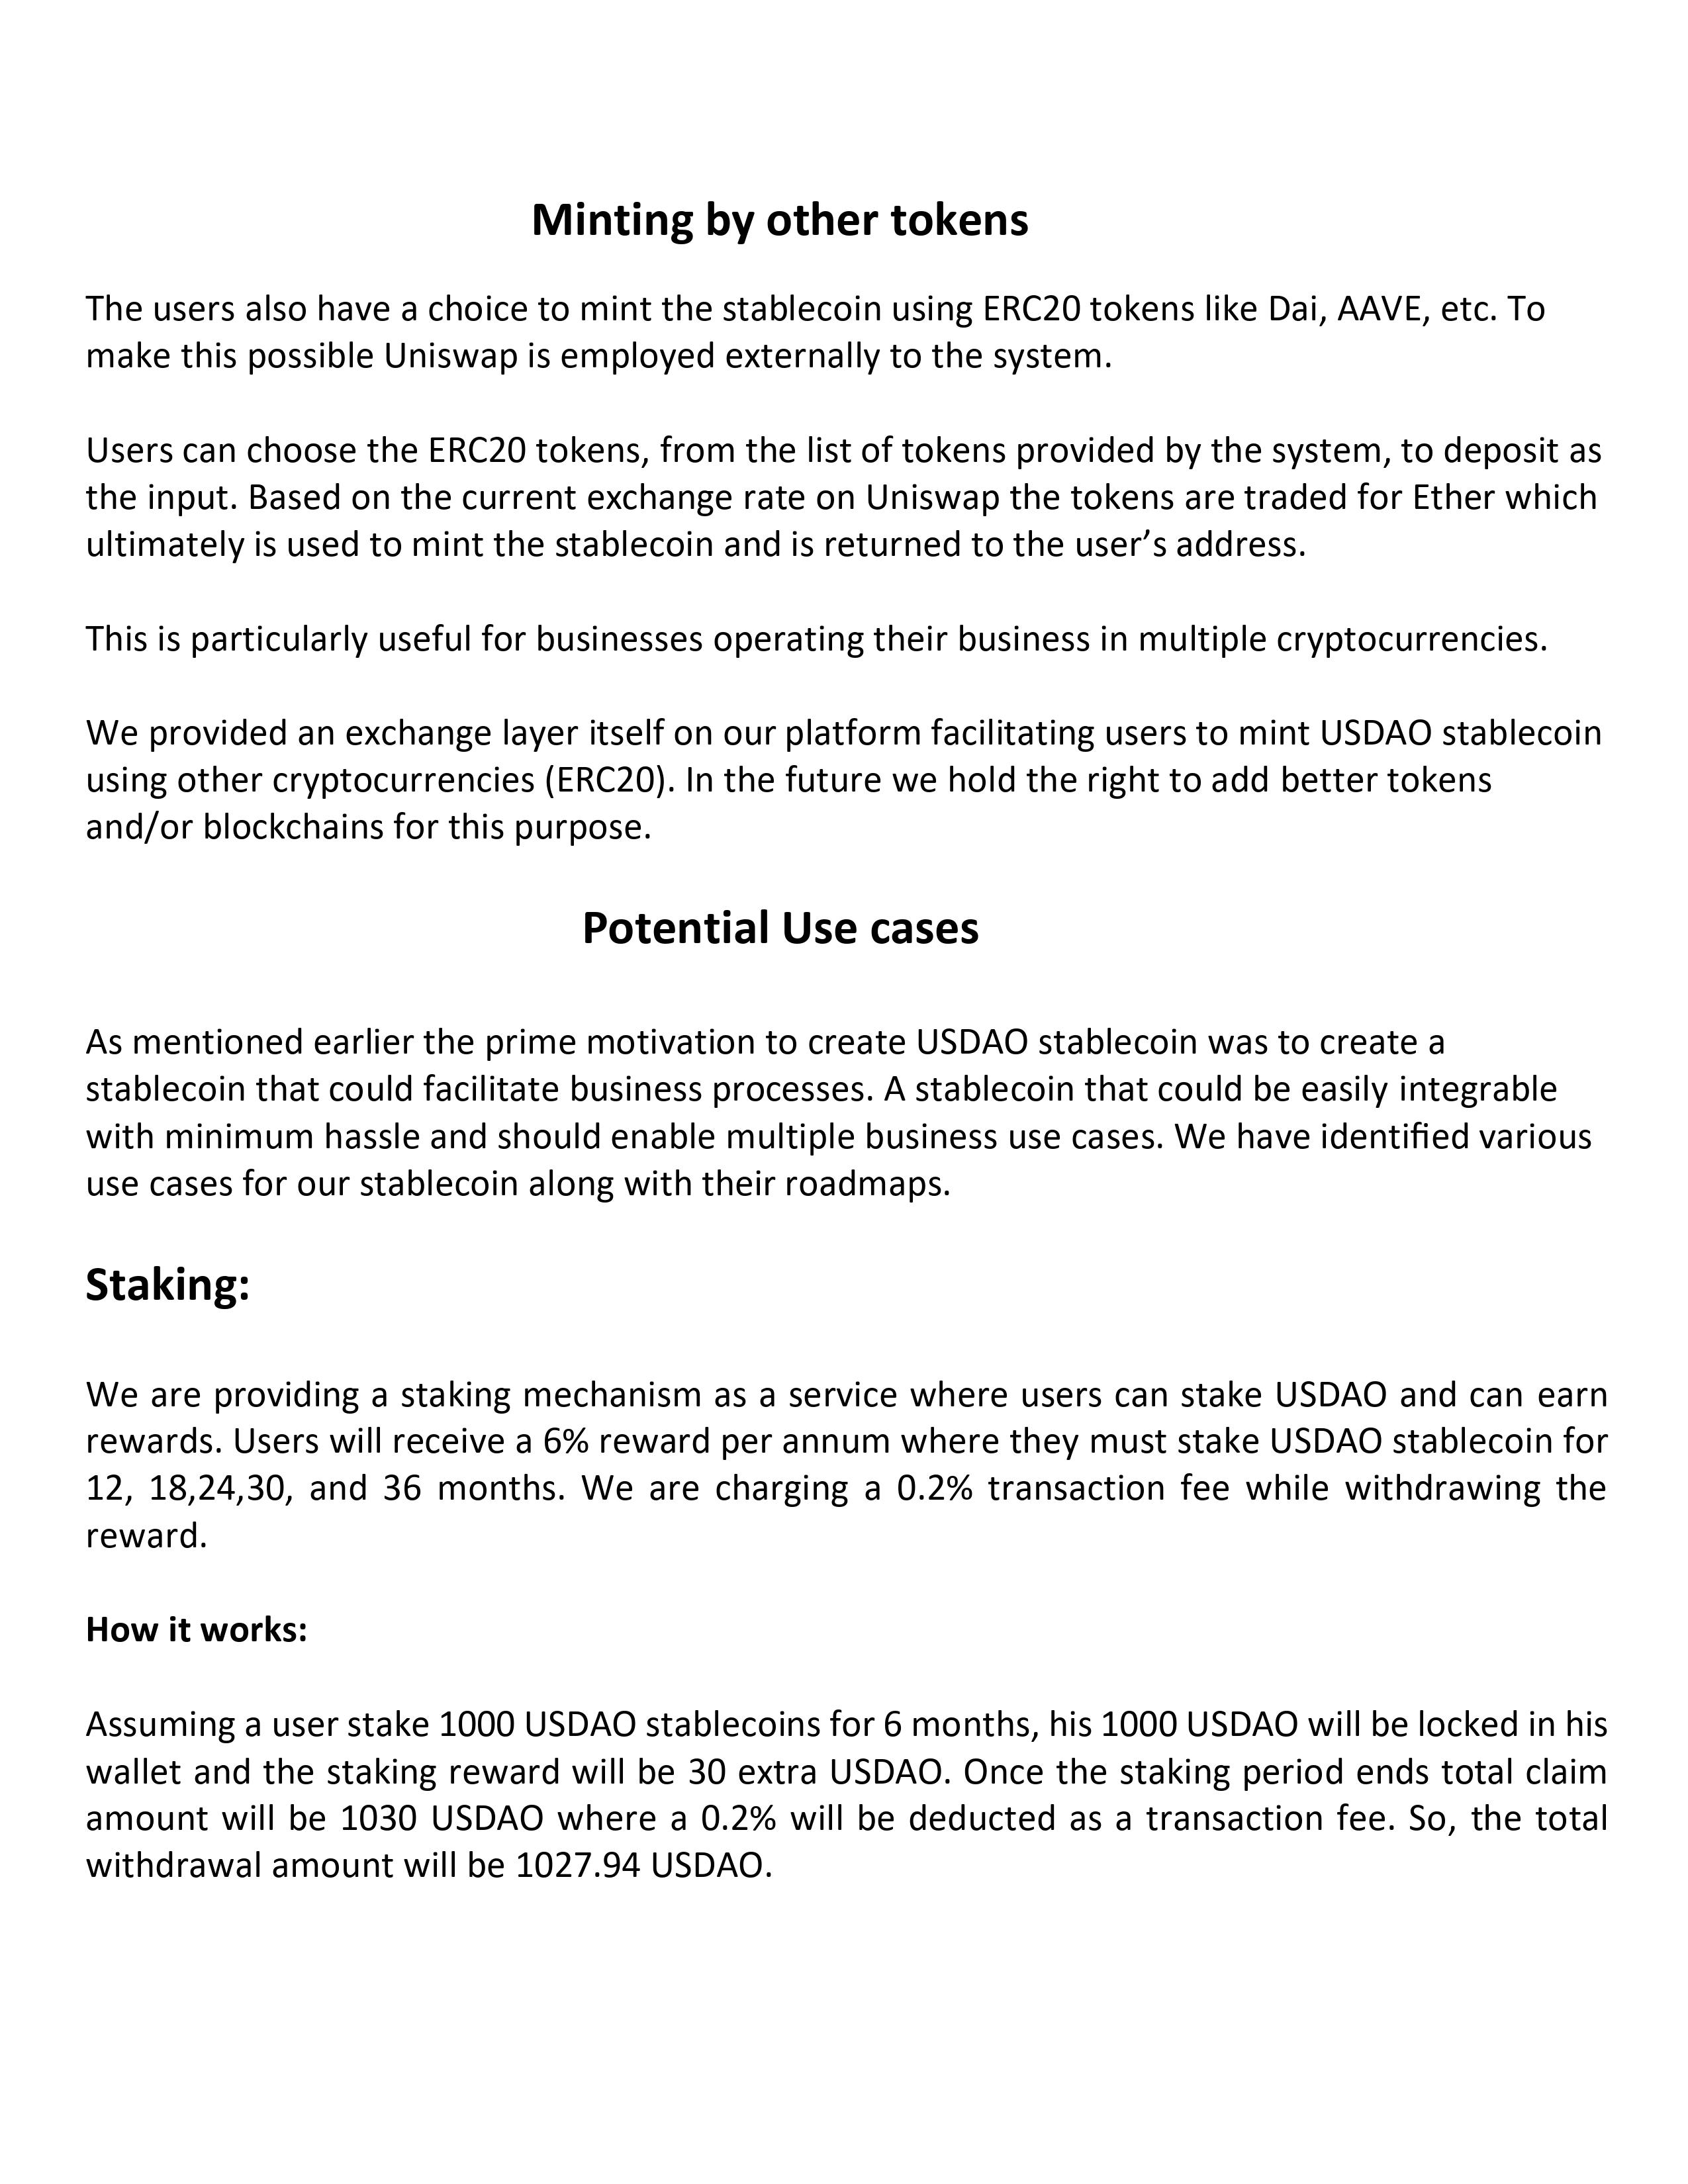 Minting by other tokens
The users also have a choice to mint the stablecoin using ERC20 tokens like Dai, AAVE, etc. To
make this possible Uniswap is employed externally to the system.
Users can choose the ERC20 tokens, from the list of tokens provided by the system, to deposit as
the input. Based on the current exchange rate on Uniswap the tokens are traded for Ether which
ultimately is used to mint the stablecoin and is returned to the user’s address.
This is particularly useful for businesses operating their business in multiple cryptocurrencies.
We provided an exchange layer itself on our platform facilitating users to mint USDAO stablecoin
using other cryptocurrencies (ERC20). In the future we hold the right to add better tokens
and/or blockchains for this purpose.
Potential Use cases
As mentioned earlier the prime motivation to create USDAO stablecoin was to create a
stablecoin that could facilitate business processes. A stablecoin that could be easily integrable
with minimum hassle and should enable multiple business use cases. We have identified various
use cases for our stablecoin along with their roadmaps.
Staking:
We are providing a staking mechanism as a service where users can stake USDAO and can earn
rewards. Users will receive a 6% reward per annum where they must stake USDAO stablecoin for
12, 18,24,30, and 36 months. We are charging a 0.2% transaction fee while withdrawing the
reward.
How it works:
Assuming a user stake 1000 USDAO stablecoins for 6 months, his 1000 USDAO will be locked in his
wallet and the staking reward will be 30 extra USDAO. Once the staking period ends total claim
amount will be 1030 USDAO where a 0.2% will be deducted as a transaction fee. So, the total
withdrawal amount will be 1027.94 USDAO.